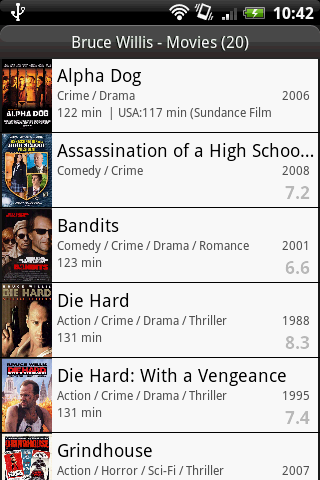 10:42
Bruce Willis - Movies (20)
ALPHA DOG
Alpha Dog
Crime / Drama 2006
122 min | USA:117 min (Sundance Film
Assassination of a High Schoo...
Comedy / Crime 2008
7.2
BANDITS
Bandits
Comedy / Crime / Drama / Romance 2001
123 min
6.6
BRUCE WILLIS
DIE HARD
Die Hard
Action / Crime / Drama / Thriller 1988
131 min
8.3
Die Hard: With a Vengeance
Action / Crime / Drama / Thriller 1995
131 min
7.4
Grindhouse
Action / Horror / Sci-Fi / Thriller 2007